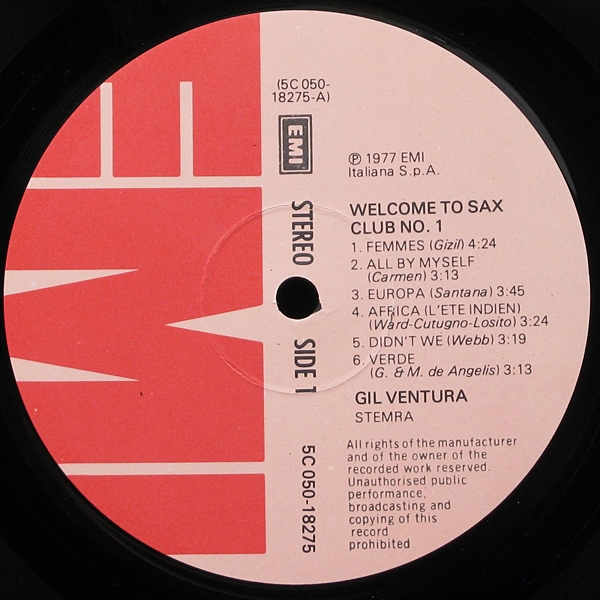 (5C 050-
18275-A)
EMI
℗ 1977 EMI
Italiana S.p.A.
STEREO
WELCOME TO SAX
CLUB NO. 1
1. FEMMES (Gizil) 4:24
2. ALL BY MYSELF
(Carmen) 3:13
3. EUROPA (Santana) 3:45
4. AFRICA (L'ETE INDIEN)
(Ward-Cutugno-Losito) 3:24
5. DIDN'T WE (Webb) 3:19
6. VERDE
(G. & M. de Angelis) 3:13
SIDE 1
GIL VENTURA
STEMRA
5C 050-18275
All rights of the manufacturer
and of the owner of the
recorded work reserved.
Unauthorised public
performance,
broadcasting and
copying of this
record
prohibited
EMI